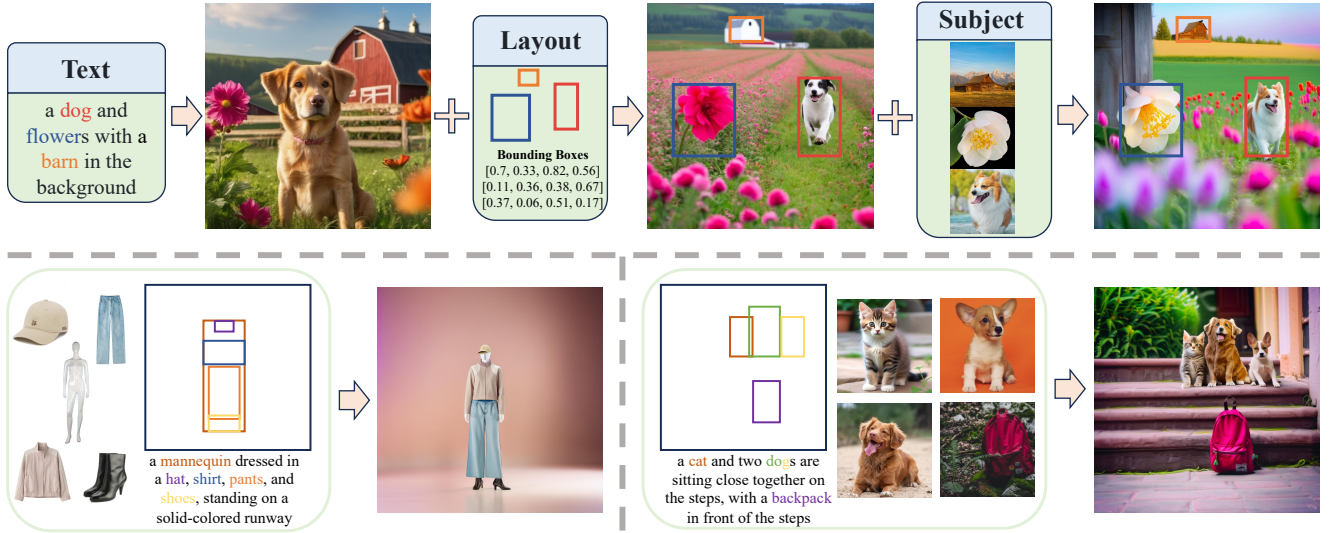 Text
a dog and
flowers with a
barn in the
background
Layout
Bounding Boxes
[0.7, 0.33, 0.82, 0.56]
[0.11, 0.36, 0.38, 0.67]
[0.37, 0.06, 0.51, 0.17]
Subject
a mannequin dressed in
a hat, shirt, pants, and
shoes, standing on a
solid-colored runway
a cat and two dogs are
sitting close together on
the steps, with a backpack
in front of the steps